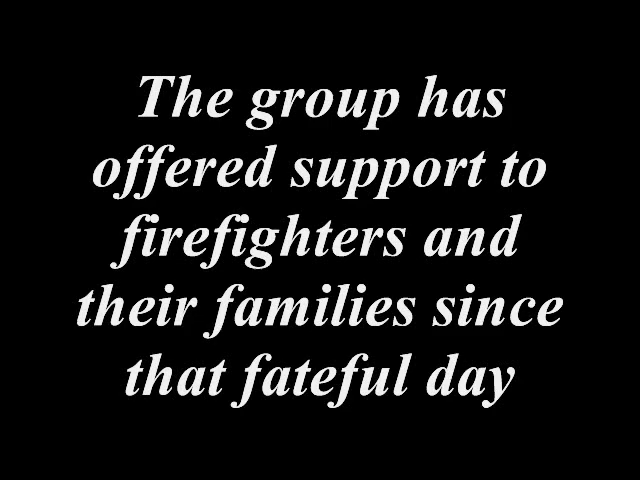 The group has
offered support to
firefighters and
their families since
that fateful day